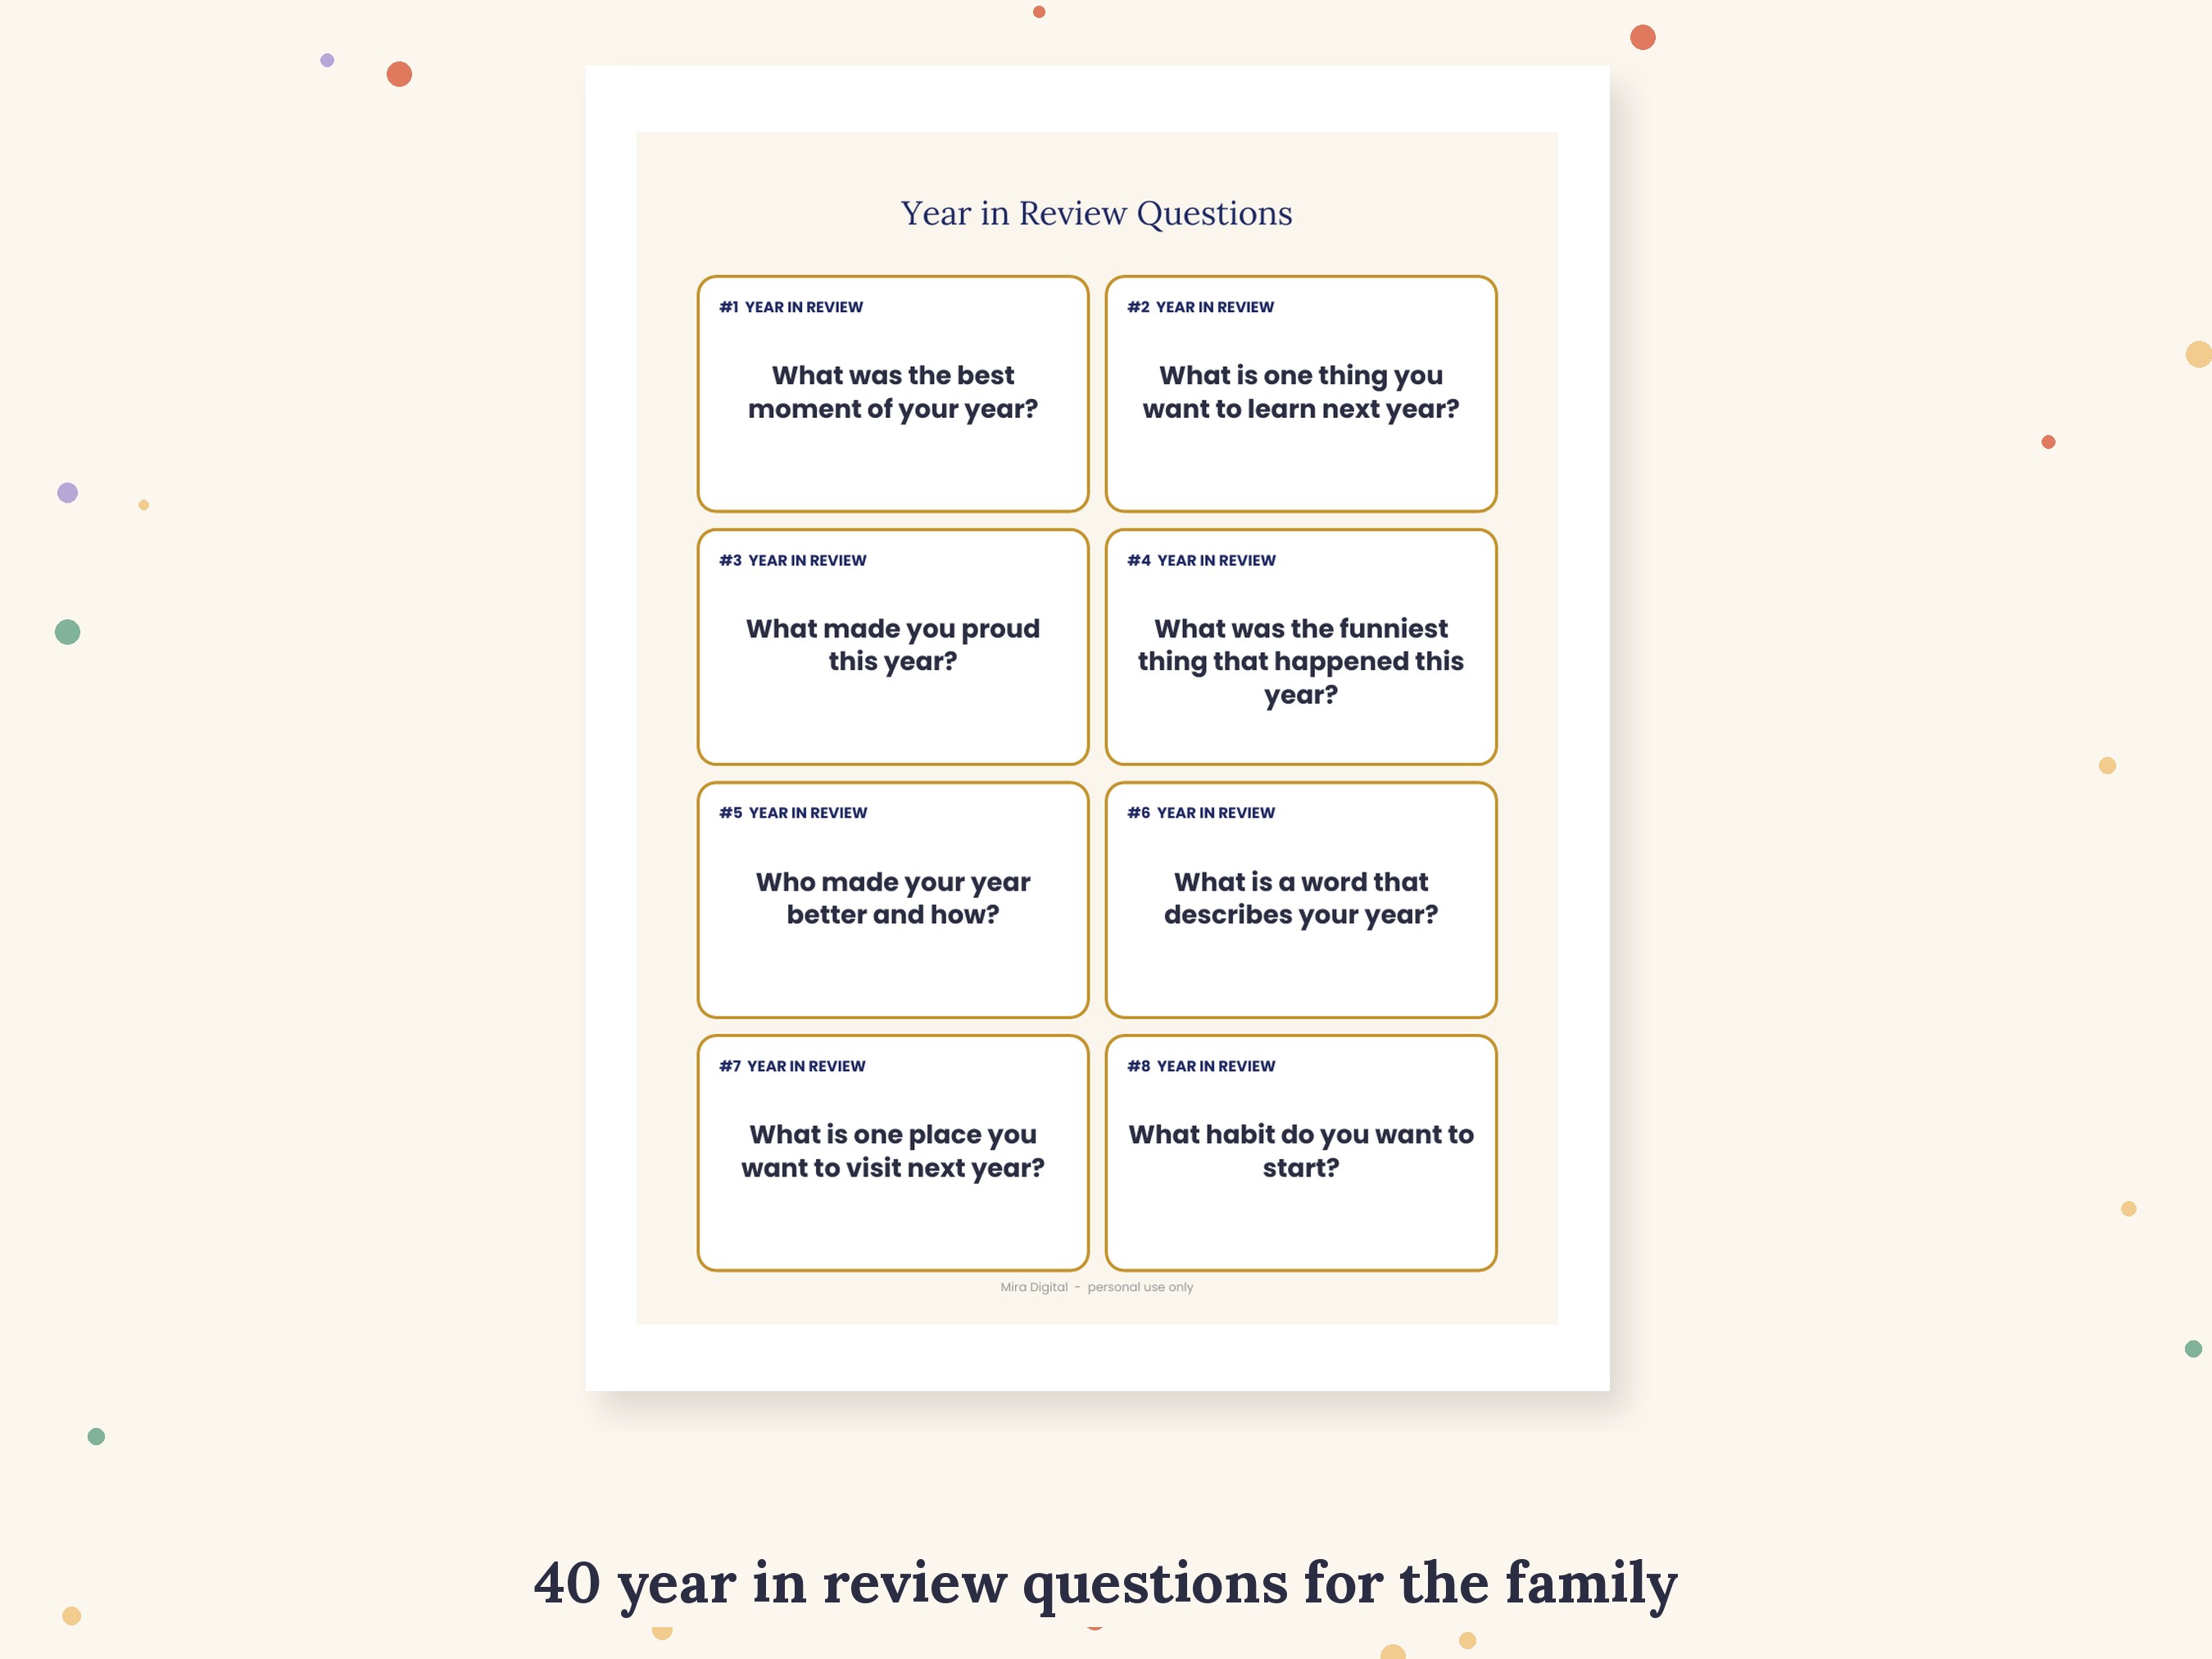 Year in Review Questions
#1 YEAR IN REVIEW
What was the best
moment of your year?
#2 YEAR IN REVIEW
What is one thing you
want to learn next year?
#3 YEAR IN REVIEW
What made you proud
this year?
#4 YEAR IN REVIEW
What was the funniest
thing that happened this
year?
#5 YEAR IN REVIEW
Who made your year
better and how?
#6 YEAR IN REVIEW
What is a word that
describes your year?
#7 YEAR IN REVIEW
What is one place you
want to visit next year?
#8 YEAR IN REVIEW
What habit do you want to
start?
Mira Digital - personal use only
40 year in review questions for the family